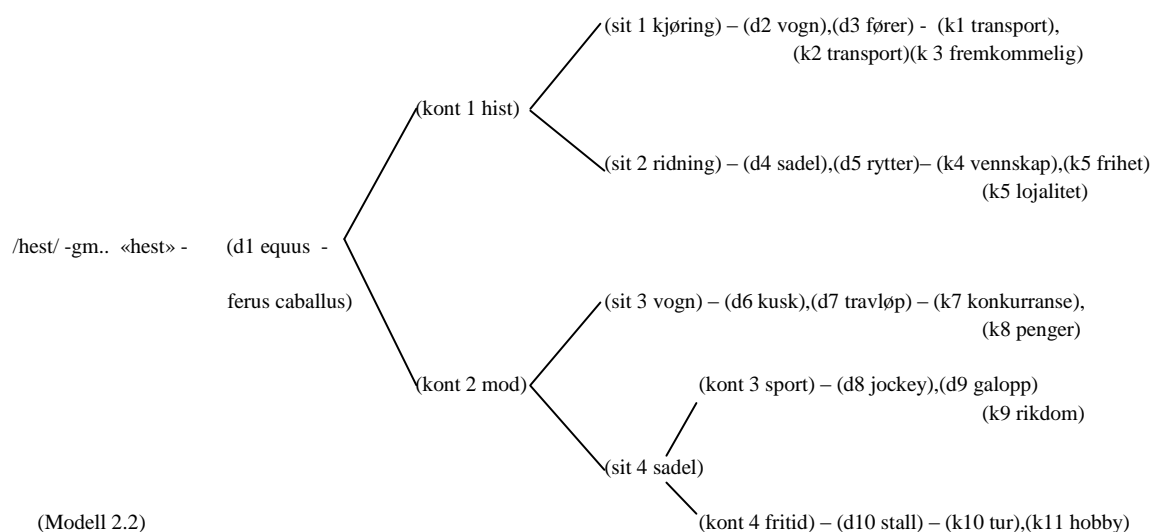 (sit 1 kjøring) – (d2 vogn),(d3 fører) - (k1 transport),
(k2 transport)(k 3 fremkommelig)
(kont 1 hist)
(sit 2 ridning) – (d4 sadel),(d5 rytter)– (k4 vennskap),(k5 frihet)
(k5 lojalitet)
/hest/ -gm.. «hest» - (d1 equus -
ferus caballus)
(sit 3 vogn) – (d6 kusk),(d7 travløp) – (k7 konkurranse),
(k8 penger)
(kont 2 mod)
(kont 3 sport) – (d8 jockey),(d9 galopp)
(k9 rikdom)
(sit 4 sadel)
(kont 4 fritid) – (d10 stall) – (k10 tur),(k11 hobby)
(Modell 2.2)